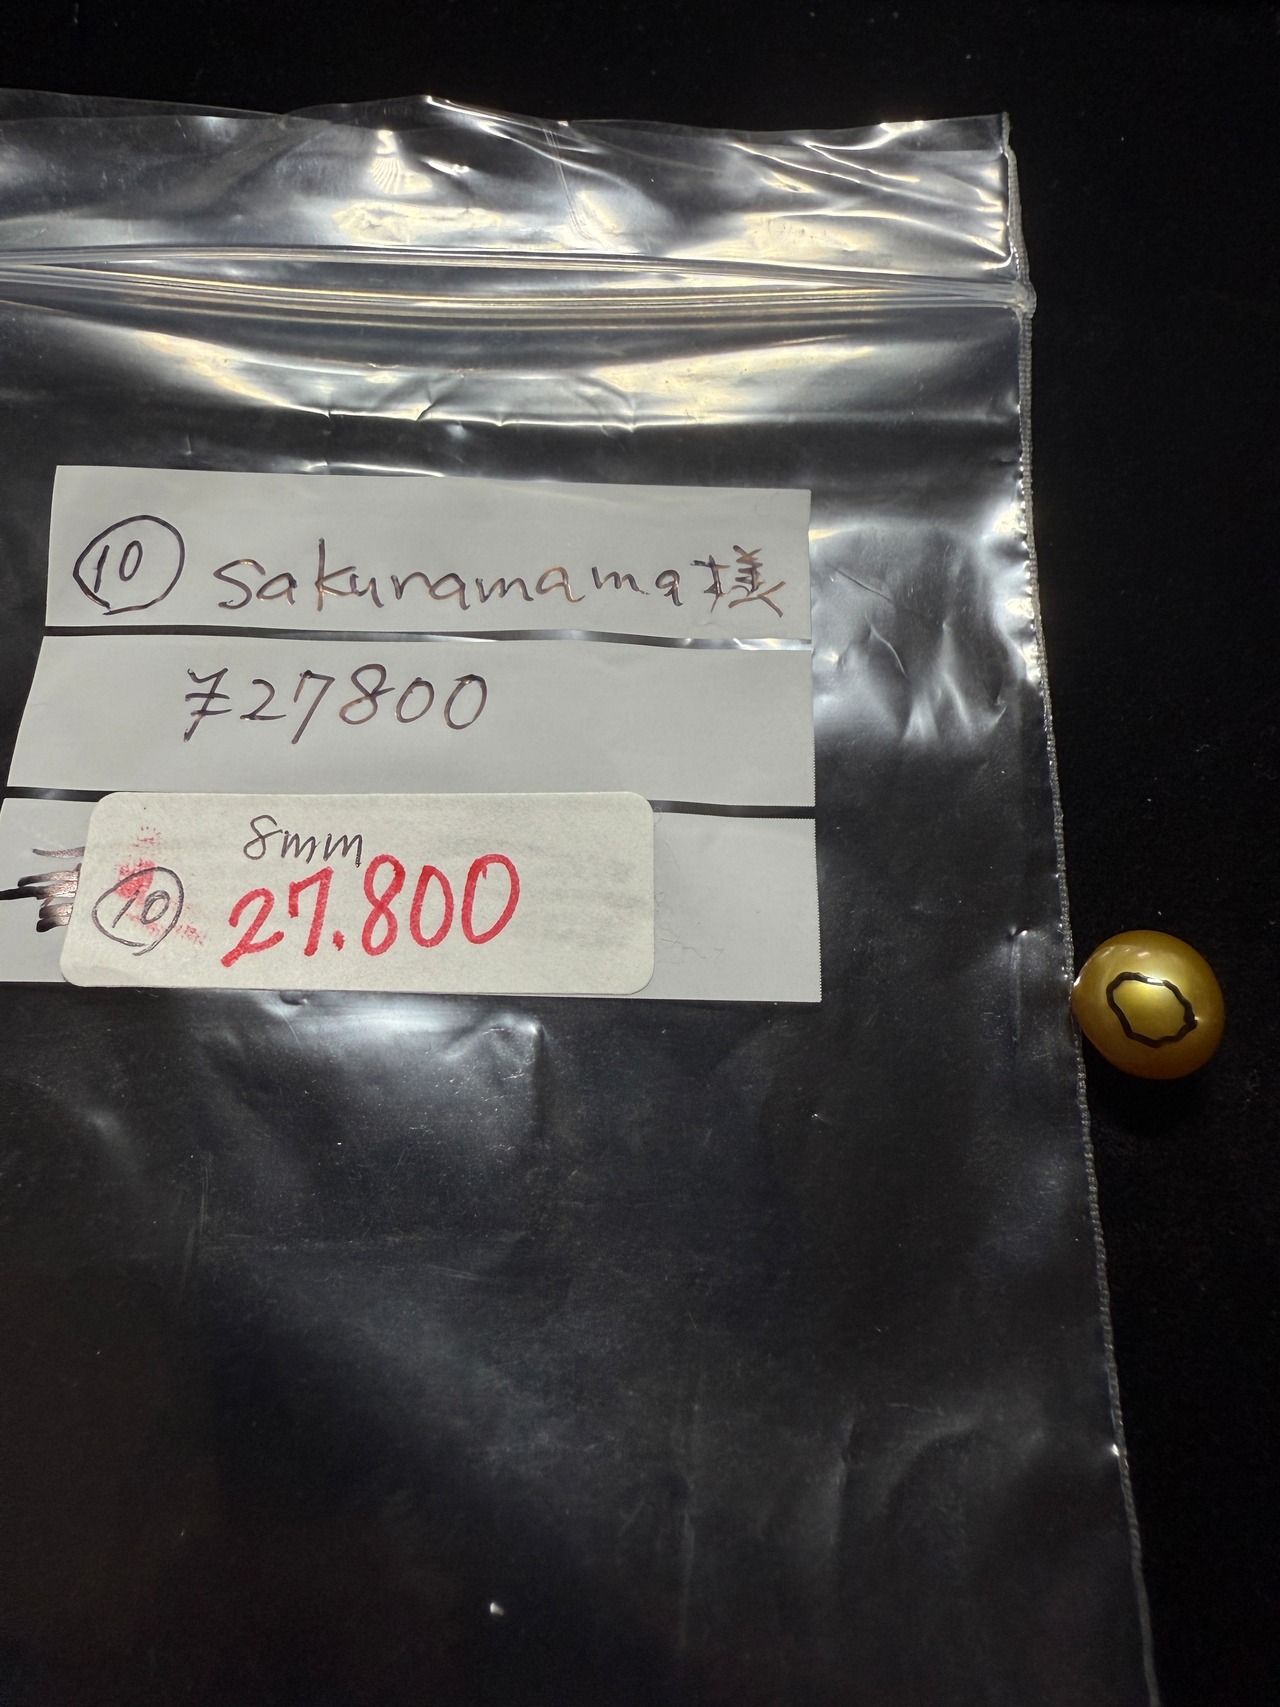 ⑩ sakuramama様
¥27800
8mm
⑩ 27.800